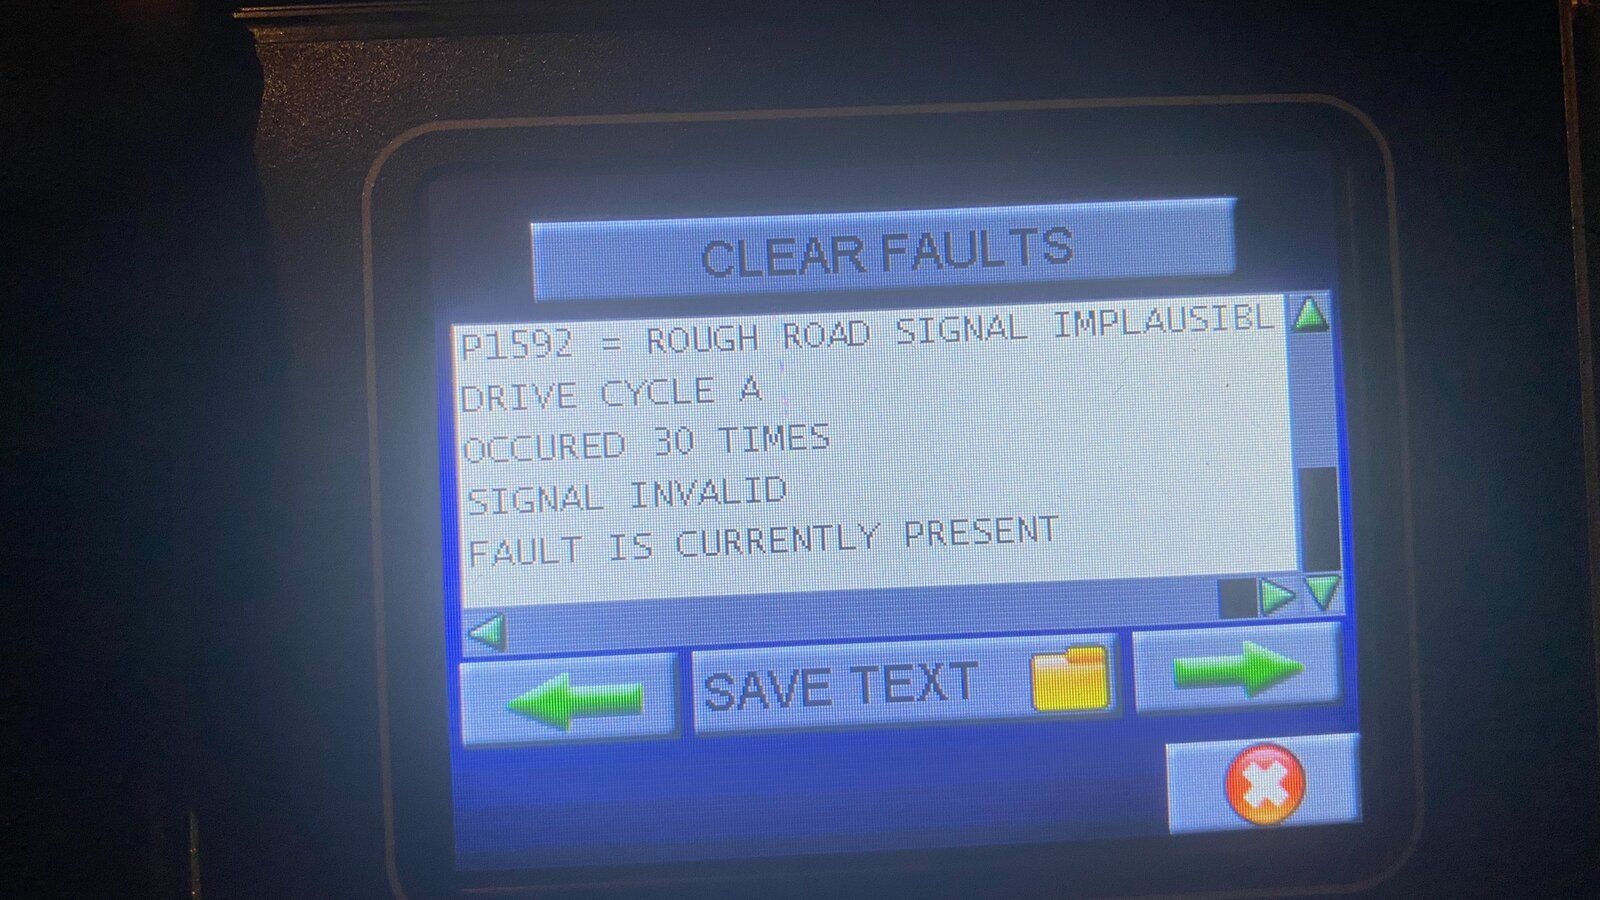 CLEAR FAULTS
P1592 = ROUGH ROAD SIGNAL IMPLAUSIBL
DRIVE CYCLE A
OCCURED 30 TIMES
SIGNAL INVALID
FAULT IS CURRENTLY PRESENT
SAVE TEXT